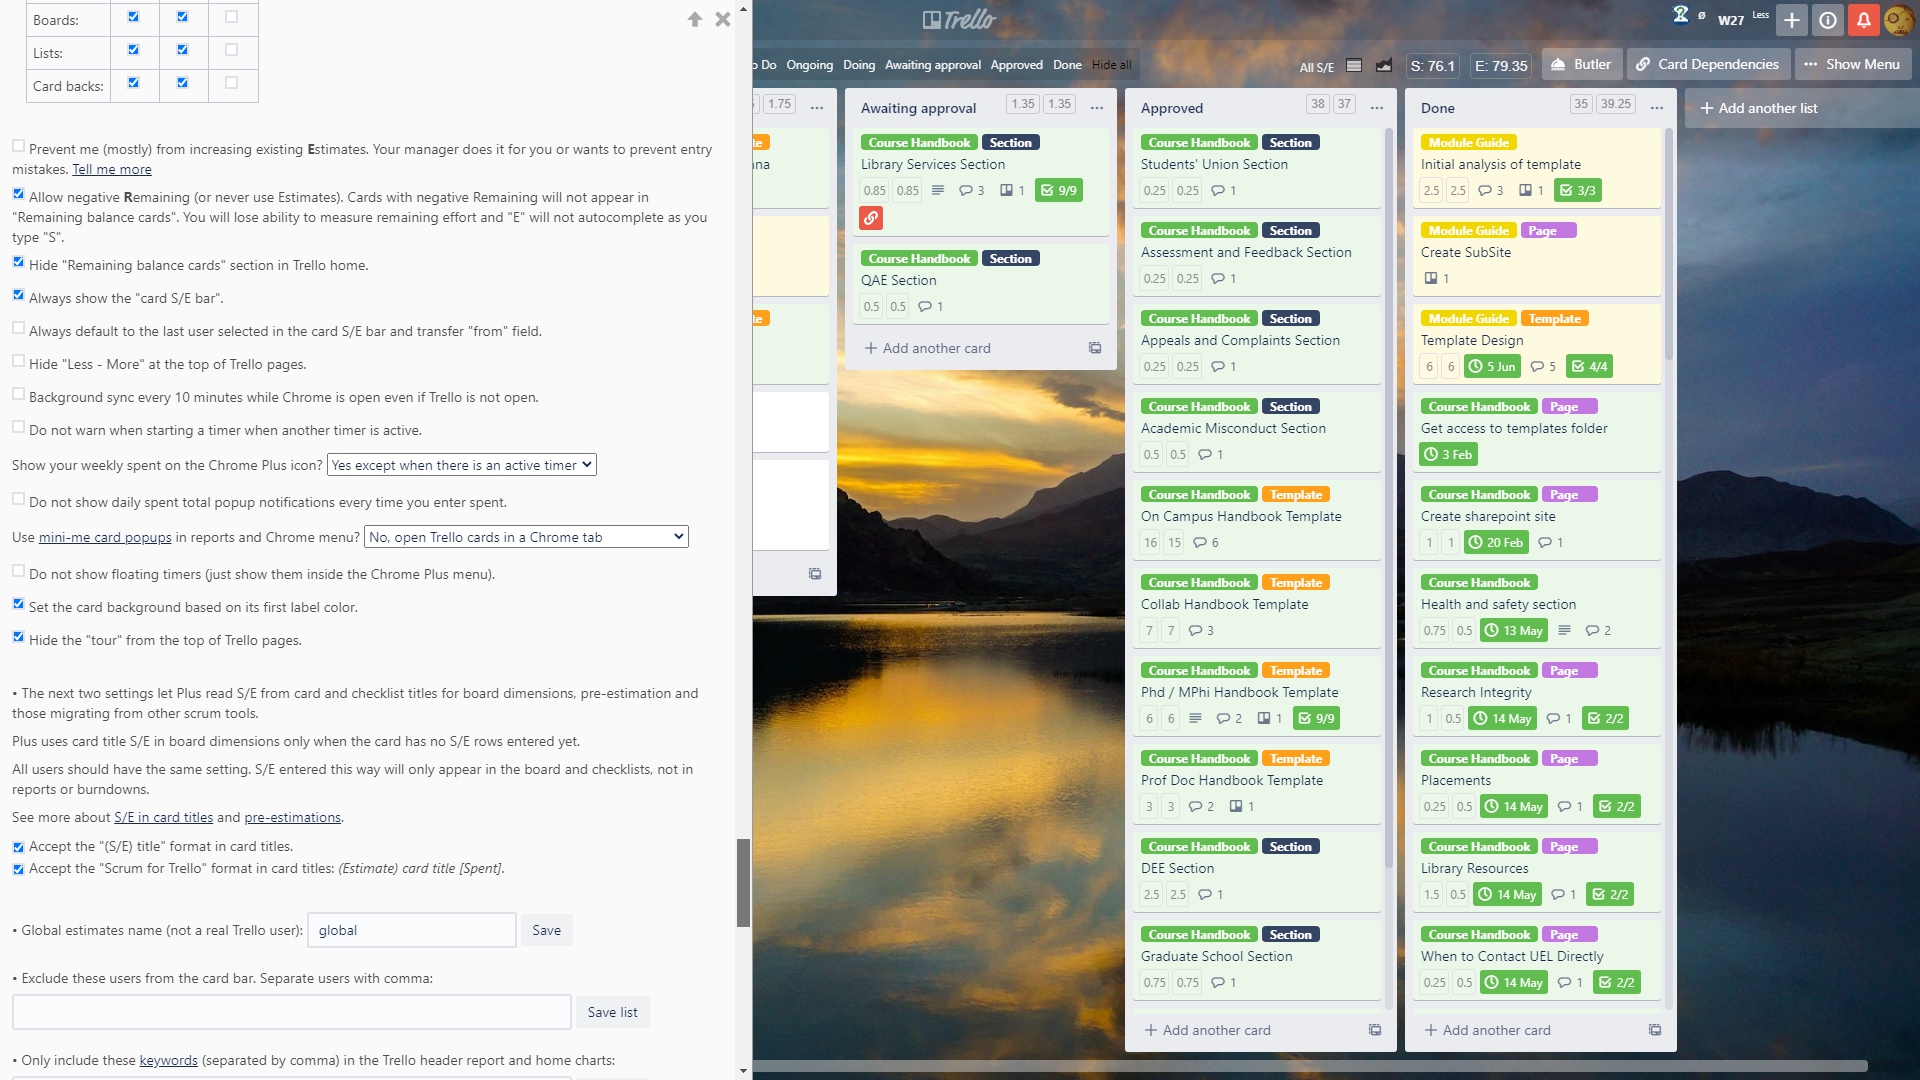 Boards:
Lists:
Card backs:
Prevent me (mostly) from increasing existing Estimates. Your manager does it for you or wants to prevent entry
mistakes. Tell me more
Allow negative Remaining (or never use Estimates). Cards with negative Remaining will not appear in
"Remaining balance cards". You will lose ability to measure remaining effort and "E" will not autocomplete as you
type "S".
Hide "Remaining balance cards" section in Trello home.
Always show the "card S/E bar".
Always default to the last user selected in the card S/E bar and transfer "from" field.
Hide "Less - More" at the top of Trello pages.
Background sync every 10 minutes while Chrome is open even if Trello is not open.
Do not warn when starting a timer when another timer is active.
Show your weekly spent on the Chrome Plus icon? Yes except when there is an active timer
Do not show daily spent total popup notifications every time you enter spent.
Use mini-me card popups in reports and Chrome menu? No, open Trello cards in a Chrome tab
Do not show floating timers (just show them inside the Chrome Plus menu).
Set the card background based on its first label color.
Hide the "tour" from the top of Trello pages.
• The next two settings let Plus read S/E from card and checklist titles for board dimensions, pre-estimation and
those migrating from other scrum tools.
Plus uses card title S/E in board dimensions only when the card has no S/E rows entered yet.
All users should have the same setting. S/E entered this way will only appear in the board and checklists, not in
reports or burndowns.
See more about S/E in card titles and pre-estimations.
Accept the "(S/E) title" format in card titles.
Accept the "Scrum for Trello" format in card titles: (Estimate) card title [Spent].
• Global estimates name (not a real Trello user): global Save
• Exclude these users from the card bar. Separate users with comma:
Save list
• Only include these keywords (separated by comma) in the Trello header report and home charts:
Trello
W27 Less
Do Ongoing Doing Awaiting approval Approved Done Hide all
All S/E S: 76.1 E: 79.35 Butler Card Dependencies Show Menu
1.75
Awaiting approval 1.35 1.35
Course Handbook Section
Library Services Section
0.85 0.85 3 1 9/9
Course Handbook Section
QAE Section
0.5 0.5 1
+ Add another card
Approved 38 37
Course Handbook Section
Students' Union Section
0.25 0.25 1
Course Handbook Section
Assessment and Feedback Section
0.25 0.25 1
Course Handbook Section
Appeals and Complaints Section
0.25 0.25 1
Course Handbook Section
Academic Misconduct Section
0.5 0.5 1
Course Handbook Template
On Campus Handbook Template
16 15 6
Course Handbook Template
Collab Handbook Template
7 7 3
Course Handbook Template
Phd / MPhi Handbook Template
6 6 2 1 9/9
Course Handbook Template
Prof Doc Handbook Template
3 3 2 1
Course Handbook Section
DEE Section
2.5 2.5 1
Course Handbook Section
Graduate School Section
0.75 0.75 1
+ Add another card
Done 35 39.25
Module Guide
Initial analysis of template
2.5 2.5 3 1 3/3
Module Guide Page
Create SubSite
1
Module Guide Template
Template Design
6 6 5 Jun 5 4/4
Course Handbook Page
Get access to templates folder
3 Feb
Course Handbook Page
Create sharepoint site
1 1 20 Feb 1
Course Handbook
Health and safety section
0.75 0.5 13 May 2
Course Handbook Page
Research Integrity
1 0.5 14 May 1 2/2
Course Handbook Page
Placements
0.25 0.5 14 May 1 2/2
Course Handbook Page
Library Resources
1.5 0.5 14 May 1 2/2
Course Handbook Page
When to Contact UEL Directly
0.25 0.5 14 May 1 2/2
+ Add another card
+ Add another list